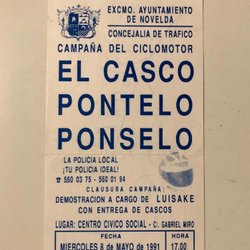 EXCMO. AYUNTAMIENTO
DE NOVELDA
CONCEJALIA DE TRAFICO
CAMPAÑA DEL CICLOMOTOR
EL CASCO
PONTELO
PONSELO
LA POLICIA LOCAL
¡TU POLICIA IDEAL!
☎ 560 03 75 - 560 01 94
CLAUSURA CAMPAÑA:
DEMOSTRACION A CARGO DE LUISAKE
CON ENTREGA DE CASCOS
LUGAR: CENTRO CIVICO SOCIAL - C/. GABRIEL MIRÓ
FECHA HORA
MIERCOLES 8 de MAYO de 1991 17,00